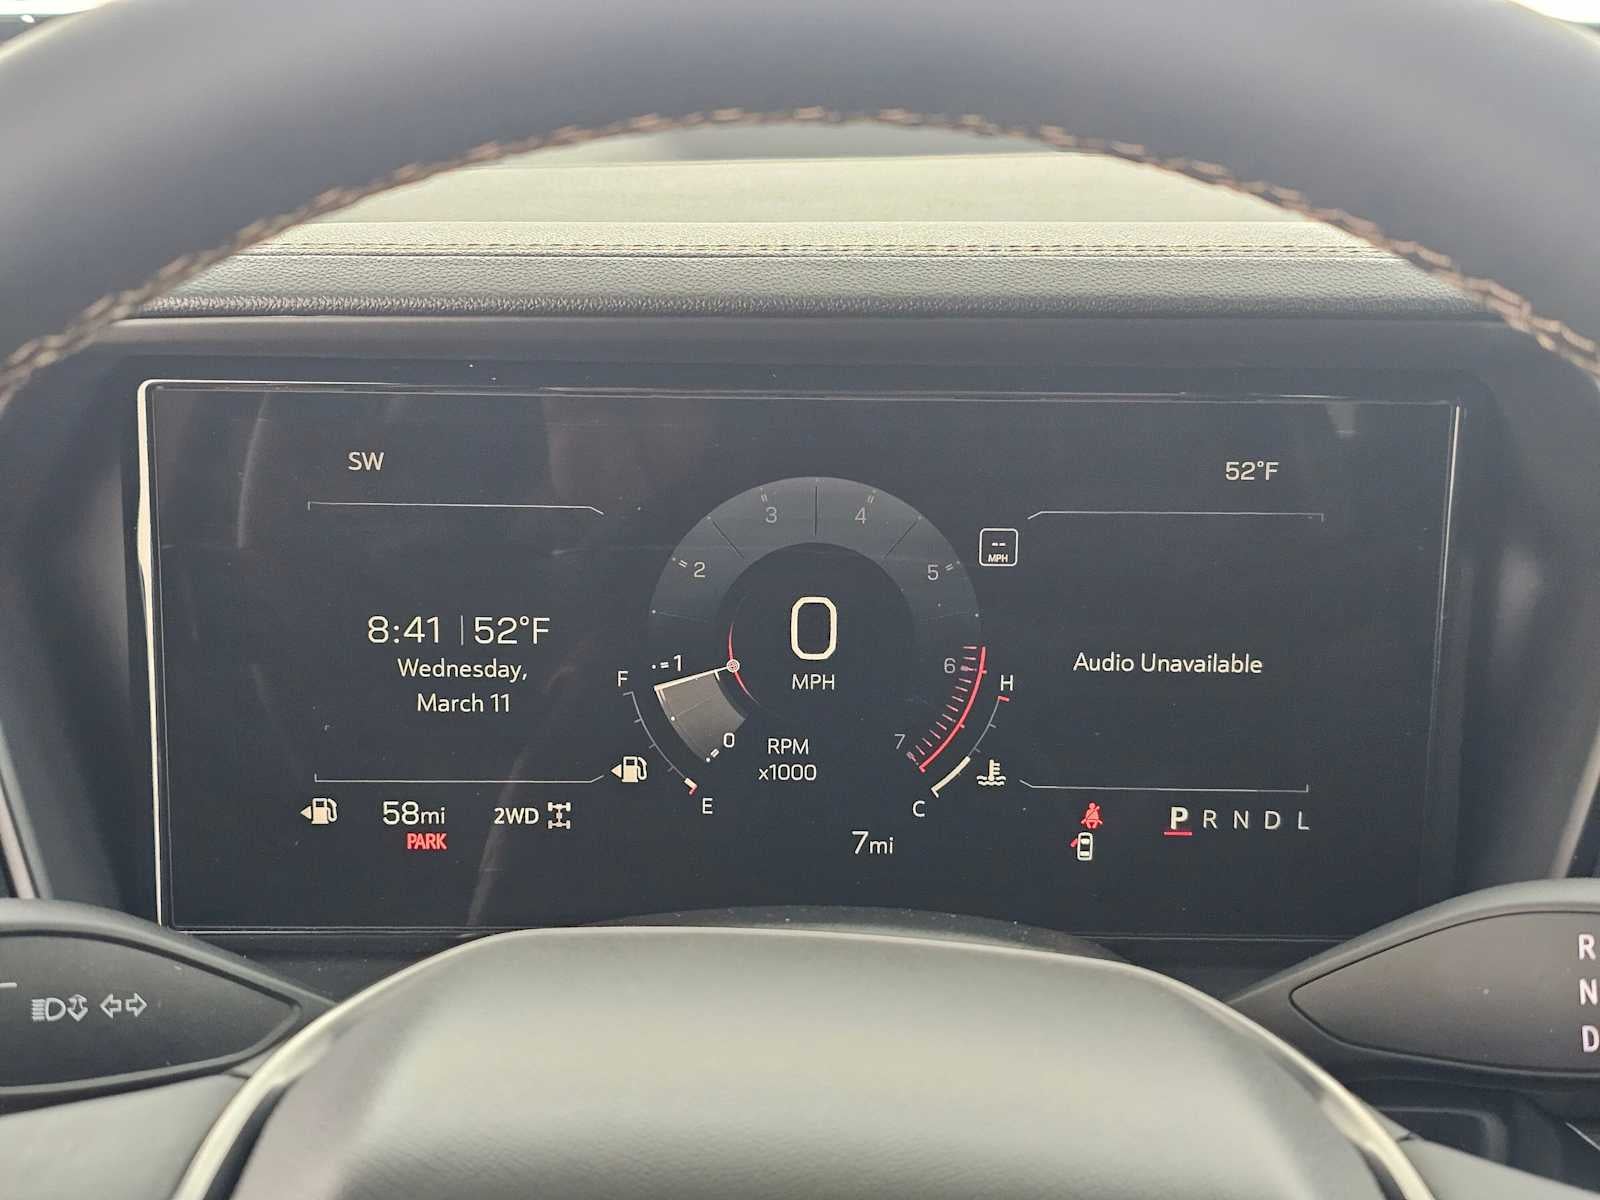 SW
52°F
3
4
2
5
-- MPH
8:41 | 52°F
Wednesday,
March 11
0
MPH
1
6
F
H
0
7
RPM
x1000
E
C
Audio Unavailable
58mi
PARK
2WD
7mi
P R N D L
R
N
D